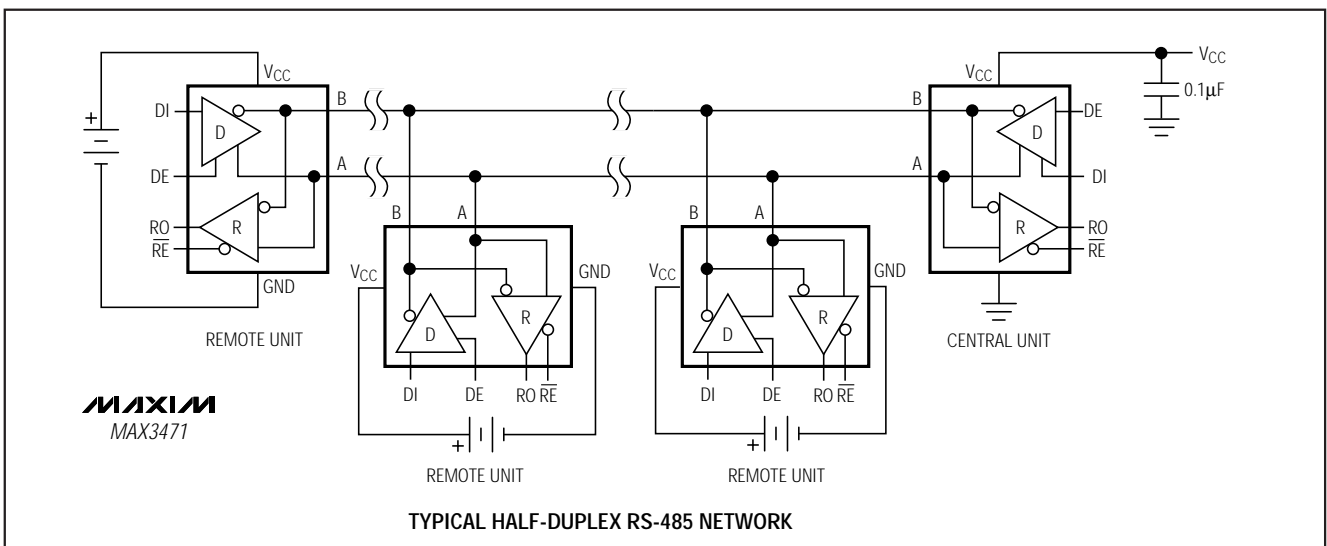 VCC
DI
+
D
DE
RO
R
RE
GND
B
A
REMOTE UNIT
B A
VCC
GND
D
R
DI DE RO RE
+
REMOTE UNIT
B A
VCC
GND
D
R
DI DE RO RE
+
REMOTE UNIT
B
A
VCC
VCC
0.1µF
DE
D
DI
R
RO
RE
CENTRAL UNIT
MAXIM
MAX3471
TYPICAL HALF-DUPLEX RS-485 NETWORK